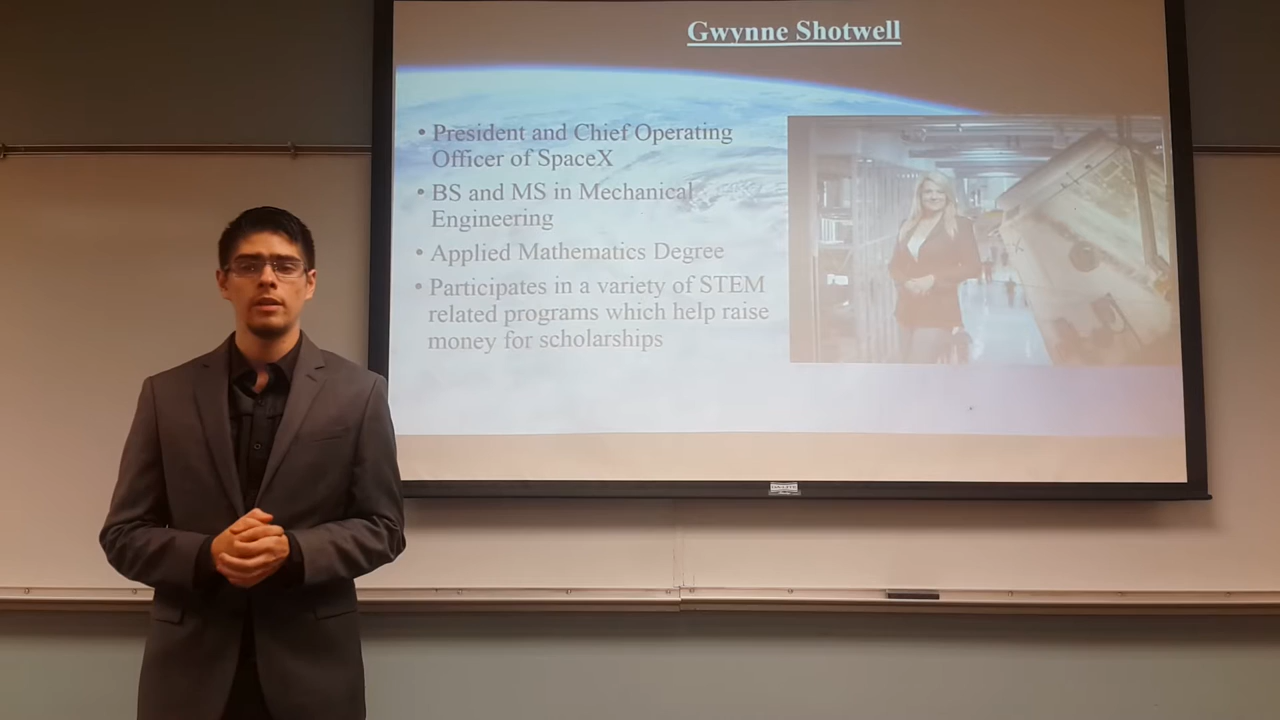 Gwynne Shotwell
• President and Chief Operating
Officer of SpaceX
• BS and MS in Mechanical
Engineering
• Applied Mathematics Degree
• Participates in a variety of STEM
related programs which help raise
money for scholarships